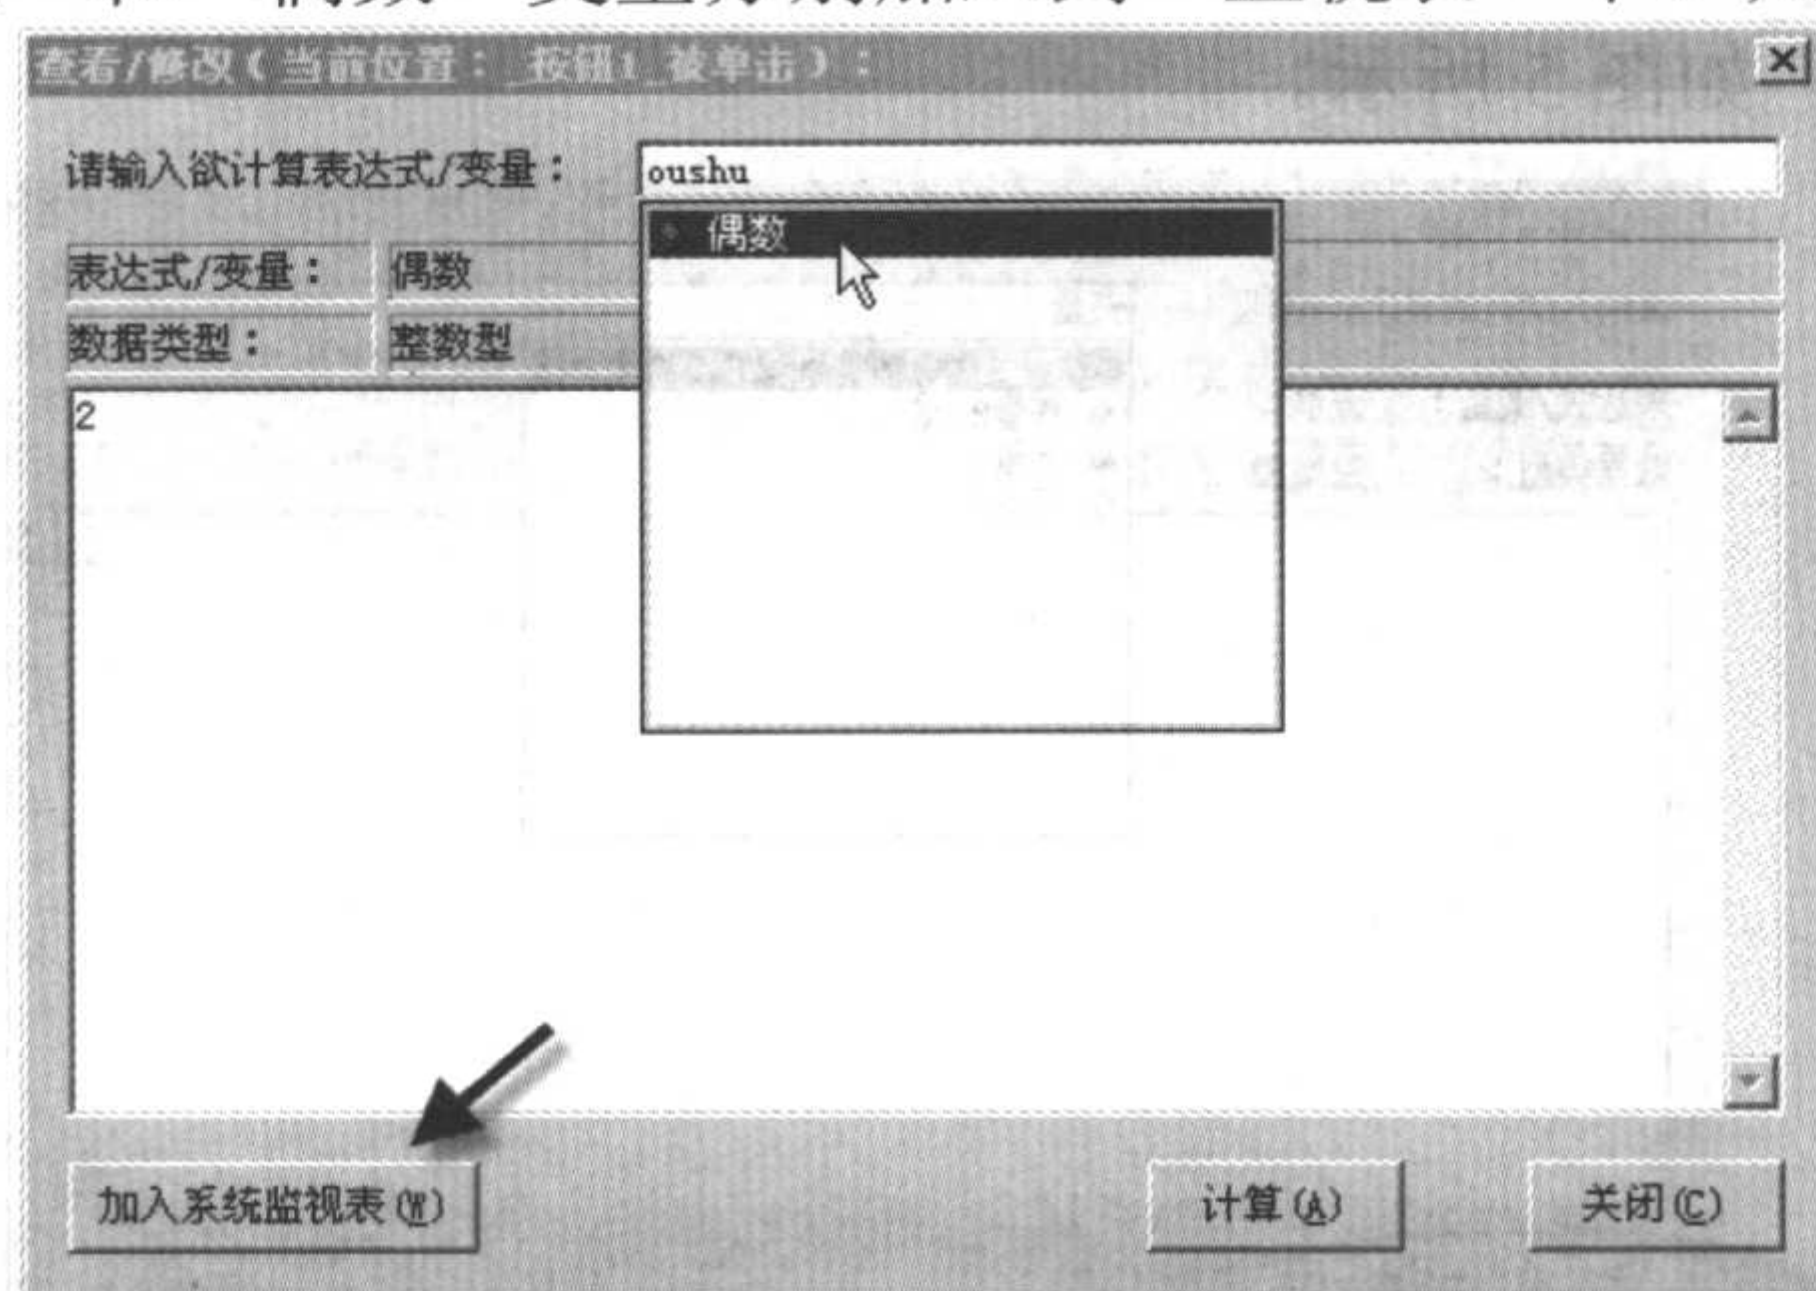 查看/修改(当前位置:_按钮1_被单击):
请输入欲计算表达式/变量: oushu
偶数
表达式/变量: 偶数
数据类型: 整数型
2
加入系统监视表(W) 计算(A) 关闭(C)